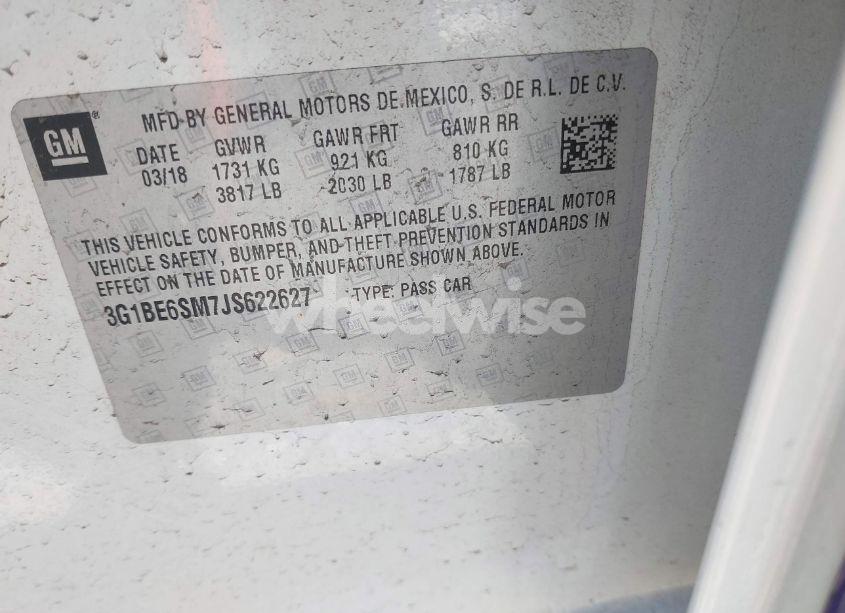 GM®
MFD BY GENERAL MOTORS DE MEXICO, S. DE R.L. DE C.V.
DATE GVWR GAWR FRT GAWR RR
03/18 1731 KG 921 KG 810 KG
3817 LB 2030 LB 1787 LB
THIS VEHICLE CONFORMS TO ALL APPLICABLE U.S. FEDERAL MOTOR
VEHICLE SAFETY, BUMPER, AND THEFT PREVENTION STANDARDS IN
EFFECT ON THE DATE OF MANUFACTURE SHOWN ABOVE.
3G1BE6SM7JS622627 TYPE: PASS CAR
wheelwise